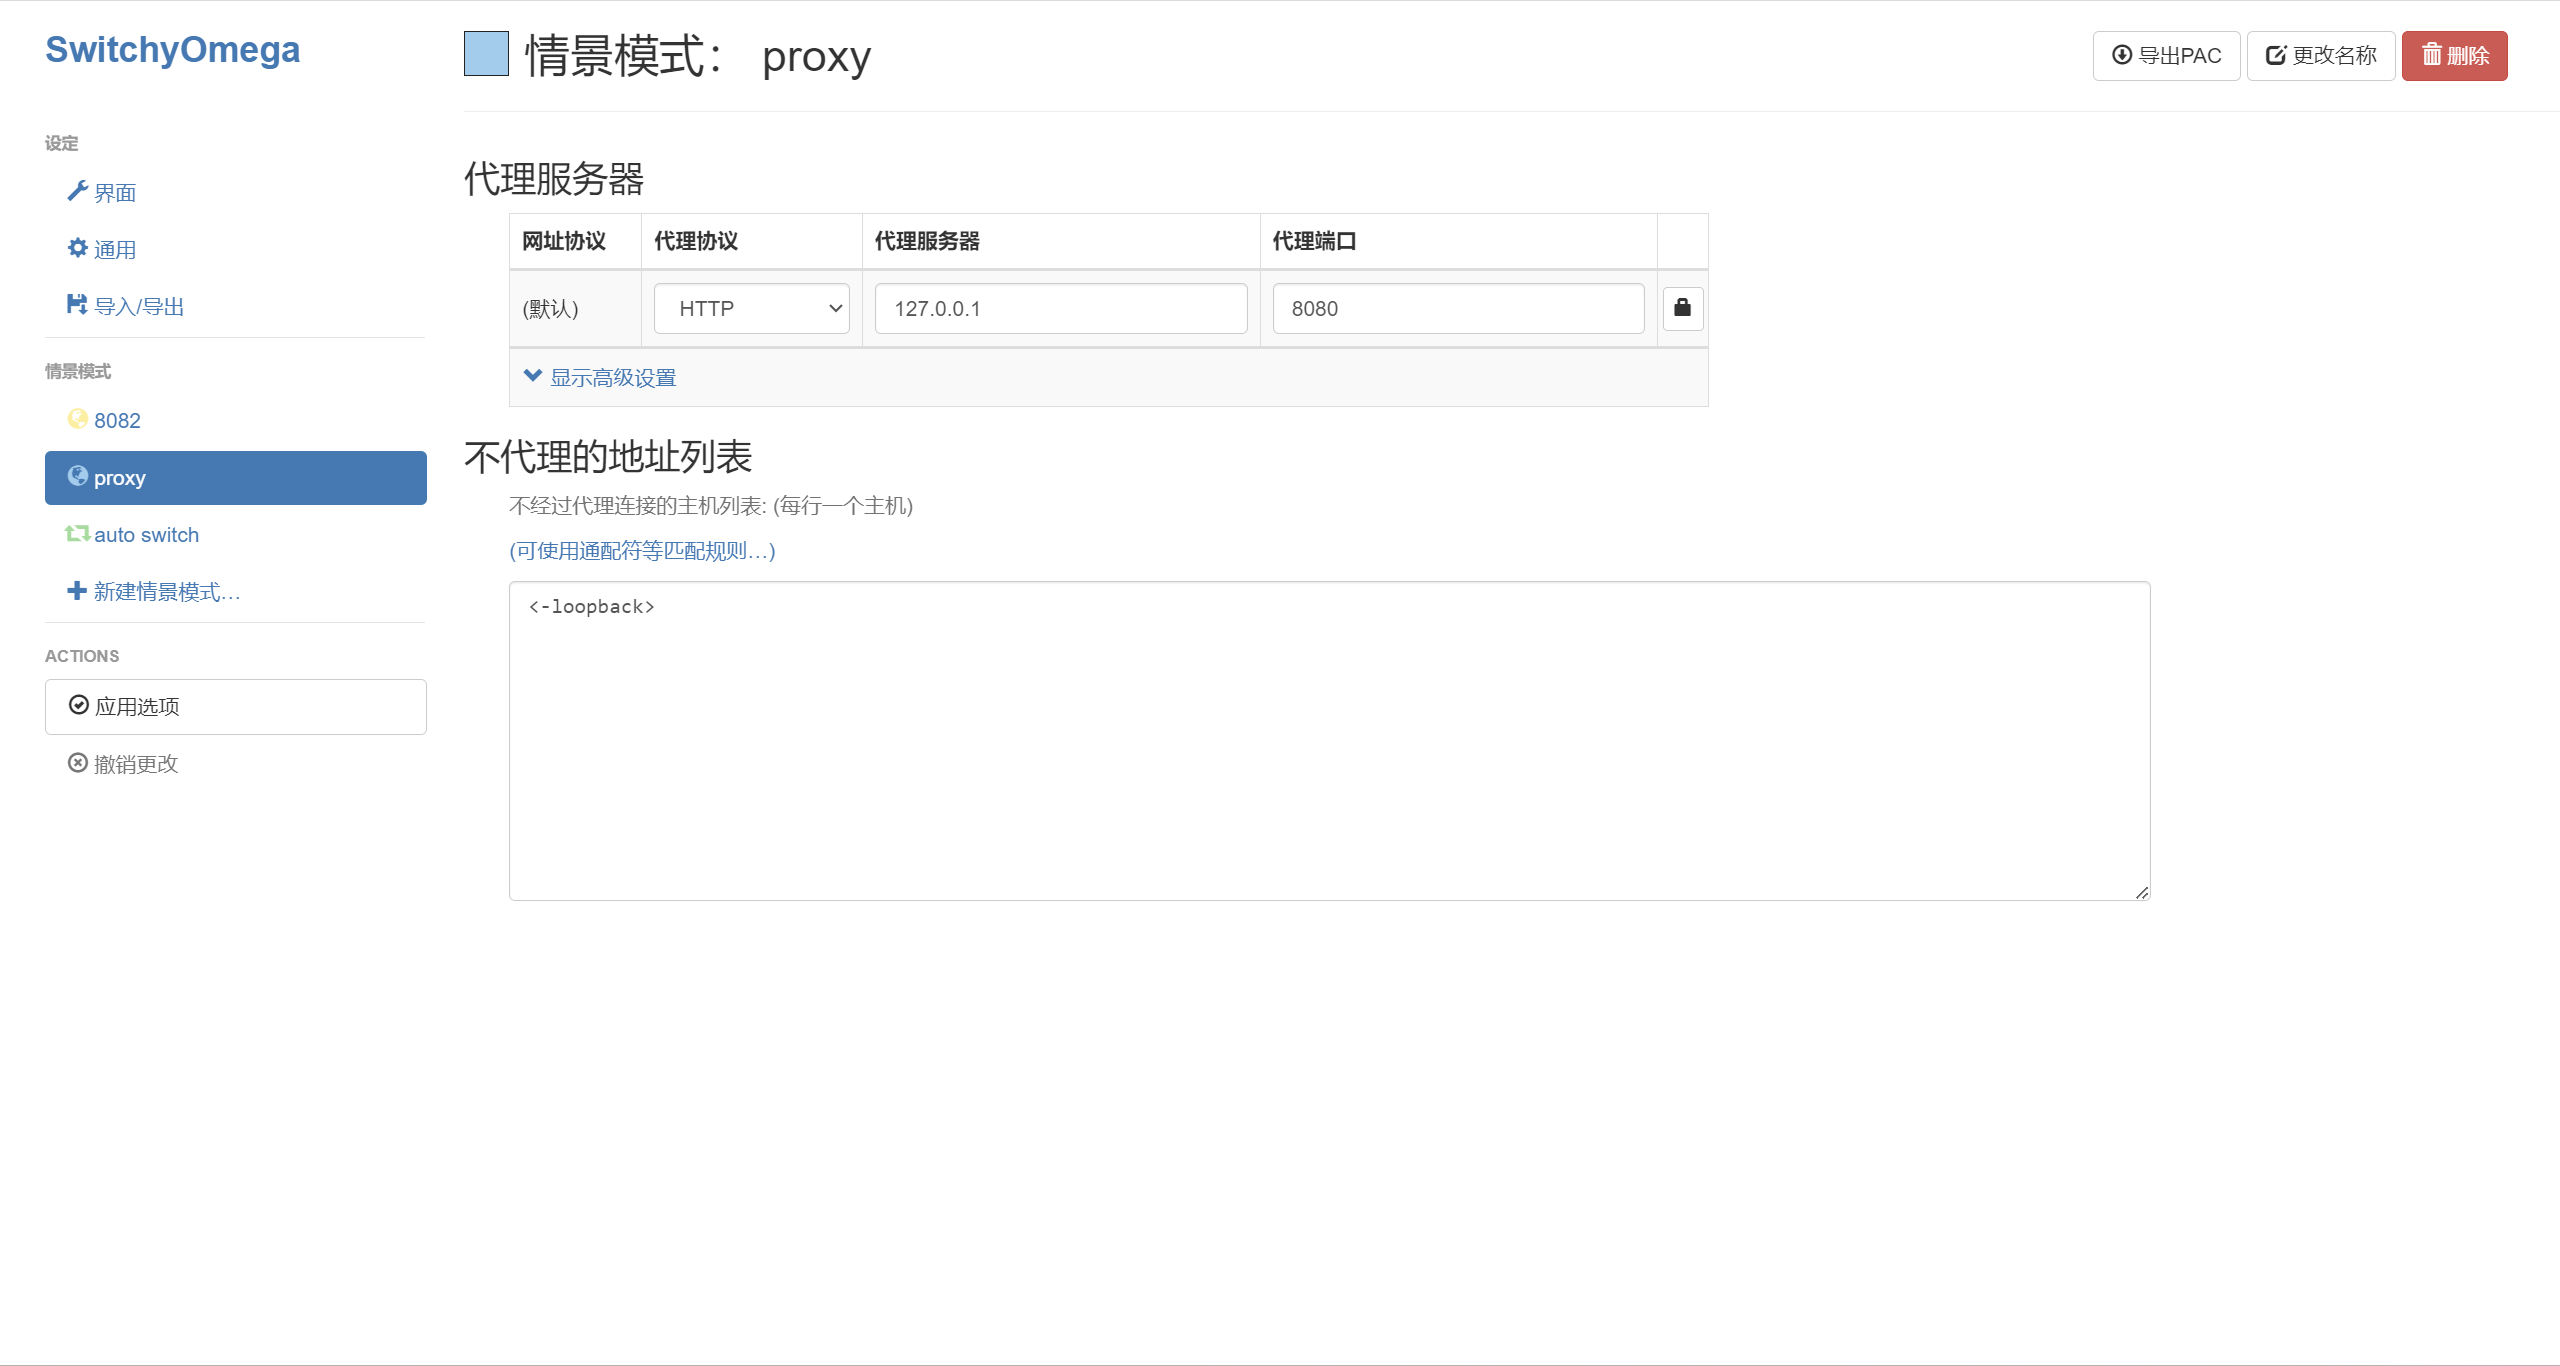 SwitchyOmega
设定
界面
通用
导入/导出
情景模式
8082
proxy
auto switch
新建情景模式…
ACTIONS
应用选项
撤销更改
情景模式： proxy
导出PAC
更改名称
删除
代理服务器
网址协议 代理协议 代理服务器 代理端口
(默认) HTTP 127.0.0.1 8080
显示高级设置
不代理的地址列表
不经过代理连接的主机列表: (每行一个主机)
(可使用通配符等匹配规则…)
<-loopback>